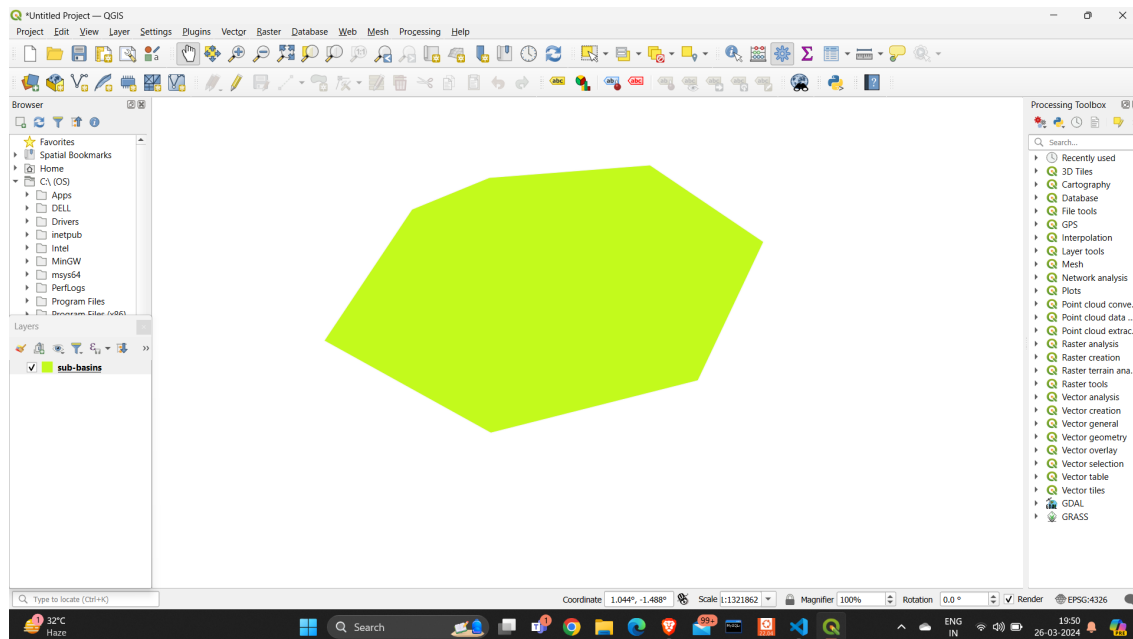 *Untitled Project — QGIS
Project Edit View Layer Settings Plugins Vector Raster Database Web Mesh Processing Help
Browser
Favorites
Spatial Bookmarks
Home
C:\ (OS)
Apps
DELL
Drivers
inetpub
Intel
MinGW
msys64
PerfLogs
Program Files
Program Files (x86)
Layers
sub-basins
Processing Toolbox
Search...
Recently used
3D Tiles
Cartography
Database
File tools
GPS
Interpolation
Layer tools
Mesh
Network analysis
Plots
Point cloud conve...
Point cloud data ...
Point cloud extrac...
Raster analysis
Raster creation
Raster terrain ana...
Raster tools
Vector analysis
Vector creation
Vector general
Vector geometry
Vector overlay
Vector selection
Vector table
Vector tiles
GDAL
GRASS
Type to locate (Ctrl+K)
Coordinate 1.044°, -1.488° Scale 1:1321862 Magnifier 100% Rotation 0.0 ° Render EPSG:4326
32°C
Haze
Search
99+
ENG
IN
19:50
26-03-2024